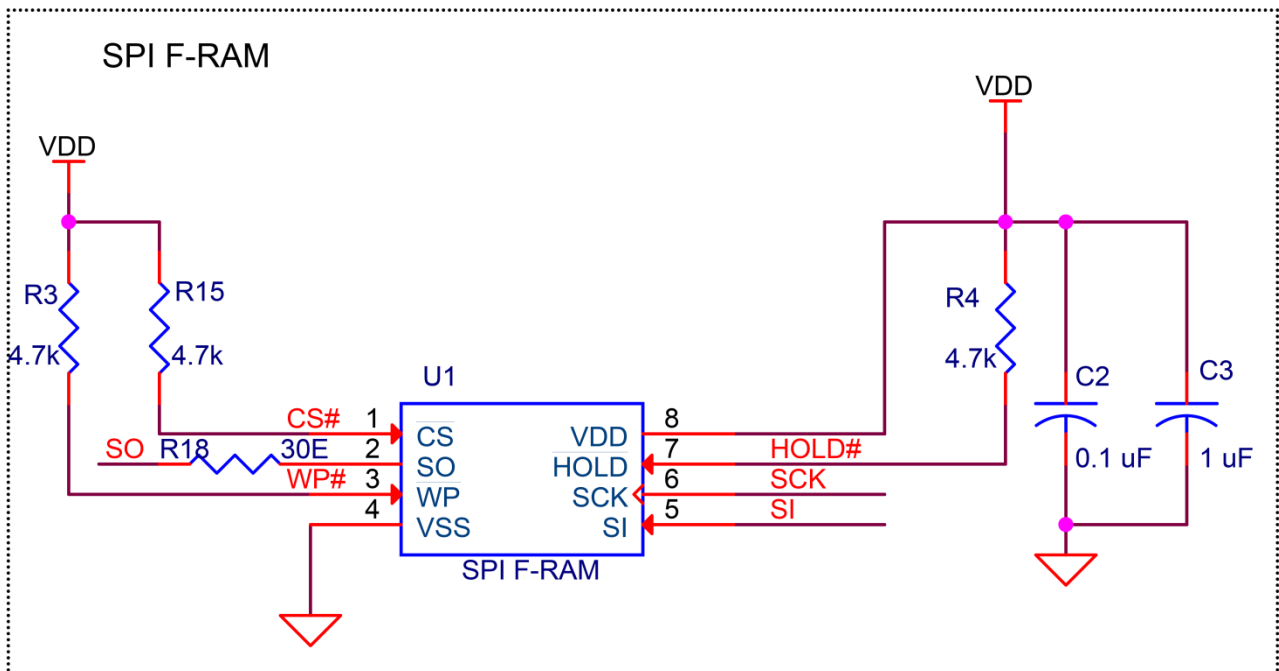 SPI F-RAM
VDD
VDD
R3
4.7k
R15
4.7k
R4
4.7k
C2
0.1 uF
C3
1 uF
U1
CS# 1 CS VDD 8
SO R18 30E 2 SO HOLD 7 HOLD#
WP# 3 WP SCK 6 SCK
4 VSS SI 5 SI
SPI F-RAM